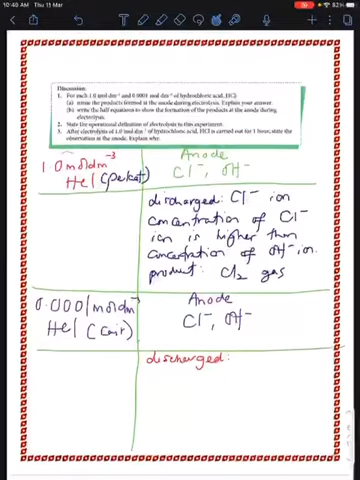 10:40 AM Thu 13 Mar
Discussion:
1. For each 1.0 mol dm⁻³ and 0.0001 mol dm⁻³ of hydrochloric acid, HCl:
(a) name the products formed at the anode during electrolysis. Explain your answer.
(b) write the half equations to show the formation of the products at the anode during
electrolysis.
2. State the operational definition of electrolysis in this experiment.
3. After electrolysis of 1.0 mol dm⁻³ of hydrochloric acid, HCl is carried out for 1 hour, state the
observation at the anode. Explain why.
1.0 moldm⁻³
HCl (pekat)
Anode
Cl⁻, OH⁻
discharged: Cl⁻ ion
concentration of Cl⁻
ion is higher than
concentration of OH⁻ ion.
product: Cl₂ gas
0.0001 moldm⁻³
HCl (cair)
Anode
Cl⁻, OH⁻
discharged: